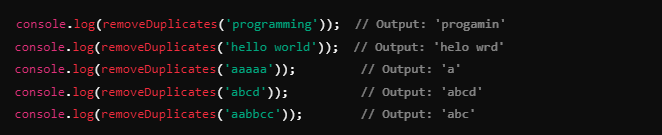 console.log(removeDuplicates('programming'));  // Output: 'progamin'
console.log(removeDuplicates('hello world'));  // Output: 'helo wrd'
console.log(removeDuplicates('aaaaa'));         // Output: 'a'
console.log(removeDuplicates('abcd'));          // Output: 'abcd'
console.log(removeDuplicates('aabbcc'));        // Output: 'abc'